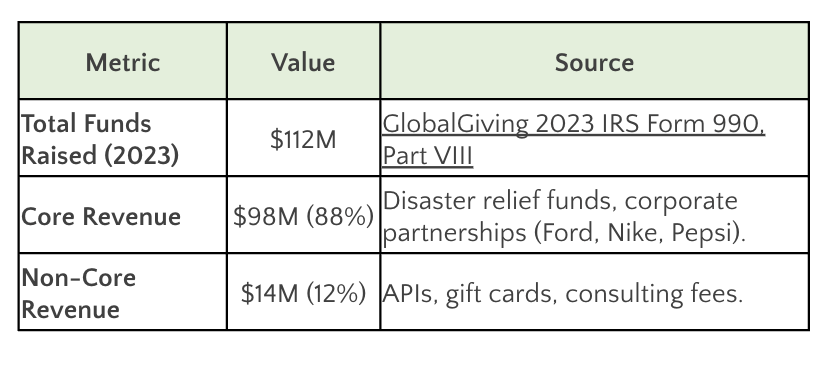 Metric Value Source
Total Funds
Raised (2023)
$112M
GlobalGiving 2023 IRS Form 990,
Part VIII
Core Revenue
$98M (88%)
Disaster relief funds, corporate
partnerships (Ford, Nike, Pepsi).
Non-Core
Revenue
$14M (12%)
APIs, gift cards, consulting fees.